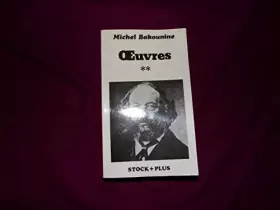 Michel Bakounine
Œuvres
**
STOCK + PLUS